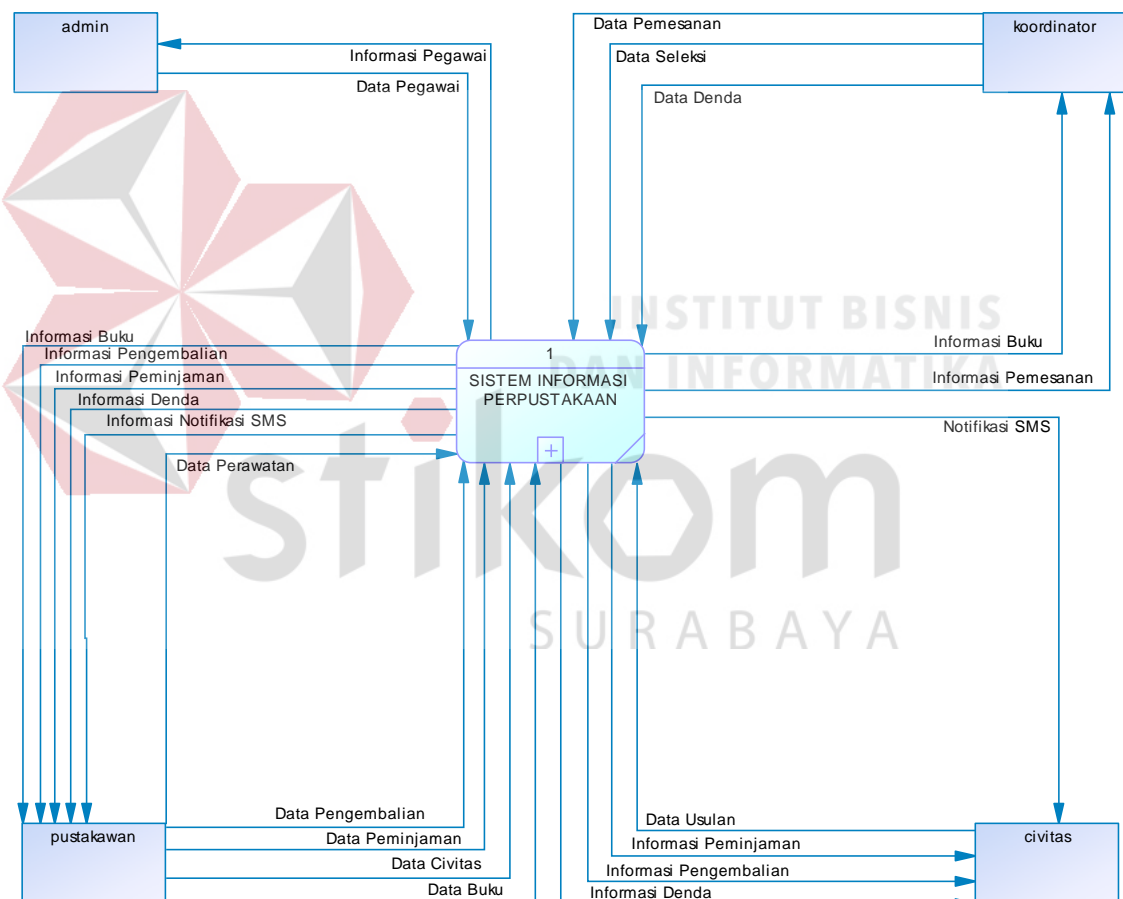 admin
Data Pemesanan
koordinator
Informasi Pegawai
Data Seleksi
Data Pegawai
Data Denda
INSTITUT BISNIS
DAN INFORMATIKA
Informasi Buku
Informasi Pengembalian
Informasi Peminjaman
Informasi Denda
Informasi Notifikasi SMS
Data Perawatan
1
SISTEM INFORMASI
PERPUSTAKAAN
Informasi Buku
Informasi Pemesanan
Notifikasi SMS
stikom
SURABAYA
pustakawan
Data Pengembalian
Data Peminjaman
Data Civitas
Data Buku
Data Usulan
Informasi Peminjaman
Informasi Pengembalian
Informasi Denda
civitas